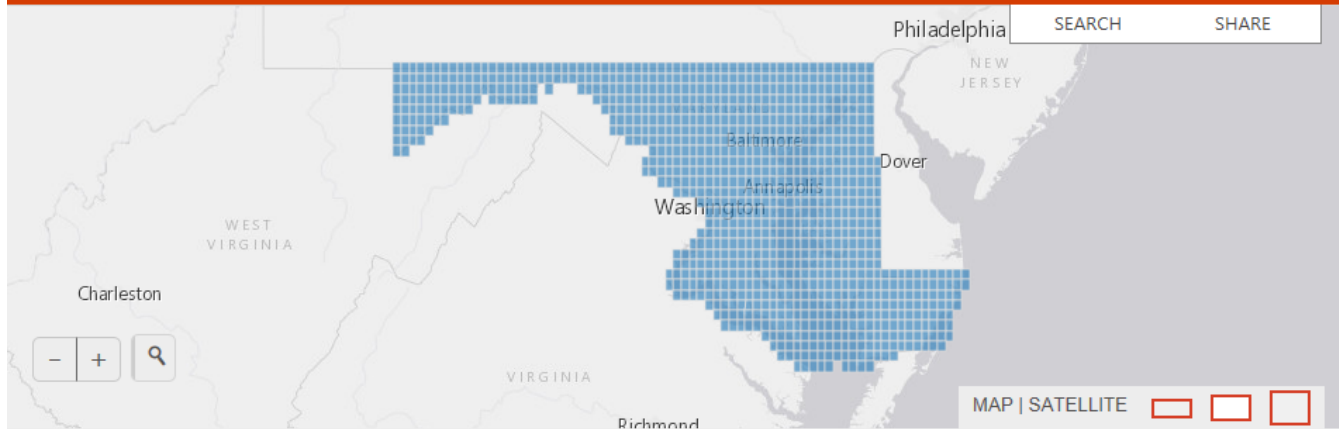 Philadelphia
SEARCH
SHARE
NEW
JERSEY
Baltimore
Dover
Annapolis
Washington
WEST
VIRGINIA
Charleston
− +
VIRGINIA
MAP | SATELLITE
Richmond